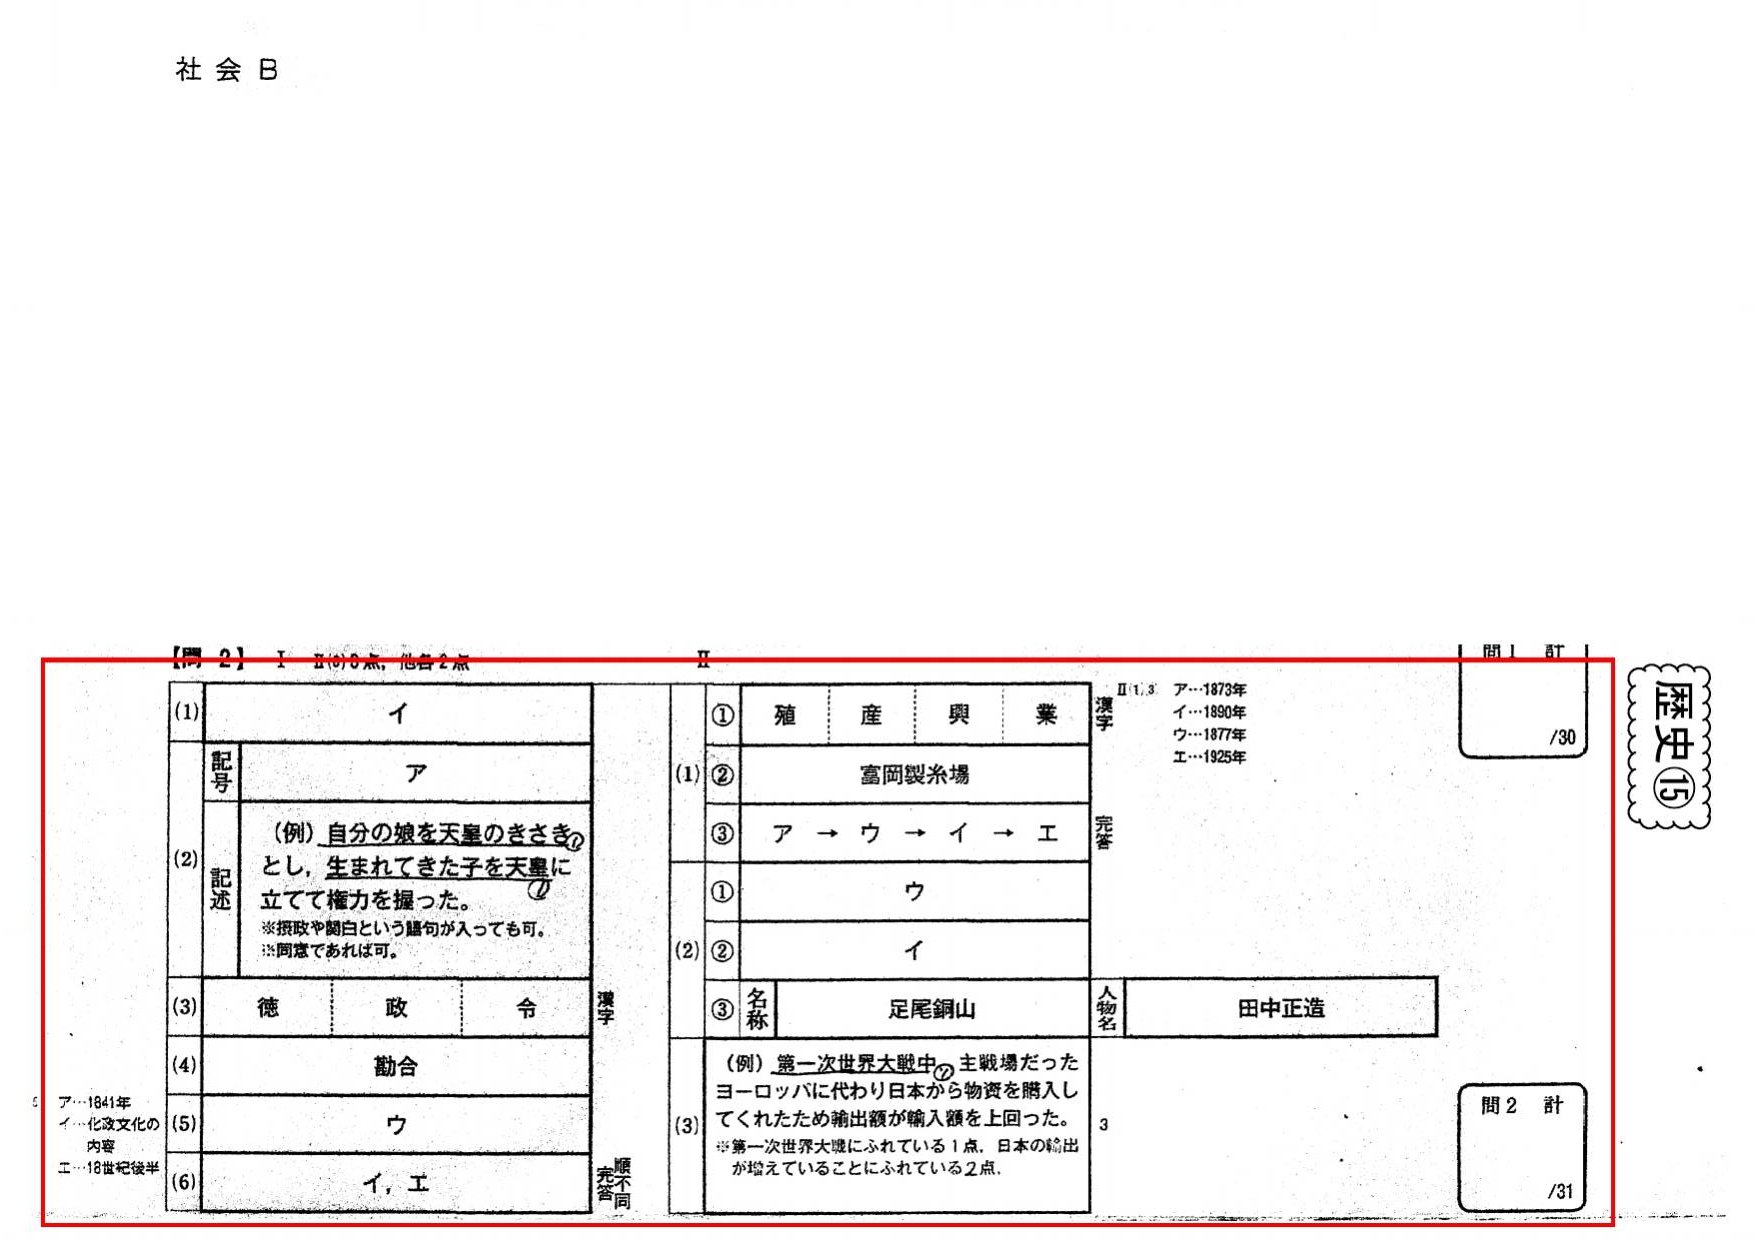 社会B
【問 2】 Ⅰ Ⅱ(3)3点，他各2点
(1) イ
(2) 記号 ア
記述 (例) 自分の娘を天皇のきさき①
とし，生まれてきた子を天皇に
①
立てて権力を握った。
※摂政や関白という語句が入っても可。
※同意であれば可。
(3) 徳 政 令 漢字
(4) 勘合
(5) ウ
(6) イ，エ 順不同 完答
ア…1841年
イ…化政文化の
内容
エ…18世紀後半
Ⅱ
(1) ① 殖 産 興 業 漢字
② 富岡製糸場
③ ア → ウ → イ → エ 完答
Ⅱ(1)3 ア…1873年
イ…1890年
ウ…1877年
エ…1925年
(2) ① ウ
② イ
③ 名称 足尾銅山 人物名 田中正造
(3) (例) 第一次世界大戦中，主戦場だった
ヨーロッパに代わり日本から物資を購入し
てくれたため輸出額が輸入額を上回った。
※第一次世界大戦にふれている1点，日本の輸出
が増えていることにふれている2点．
3
問1 計
/30
問2 計
/31
歴史⑮